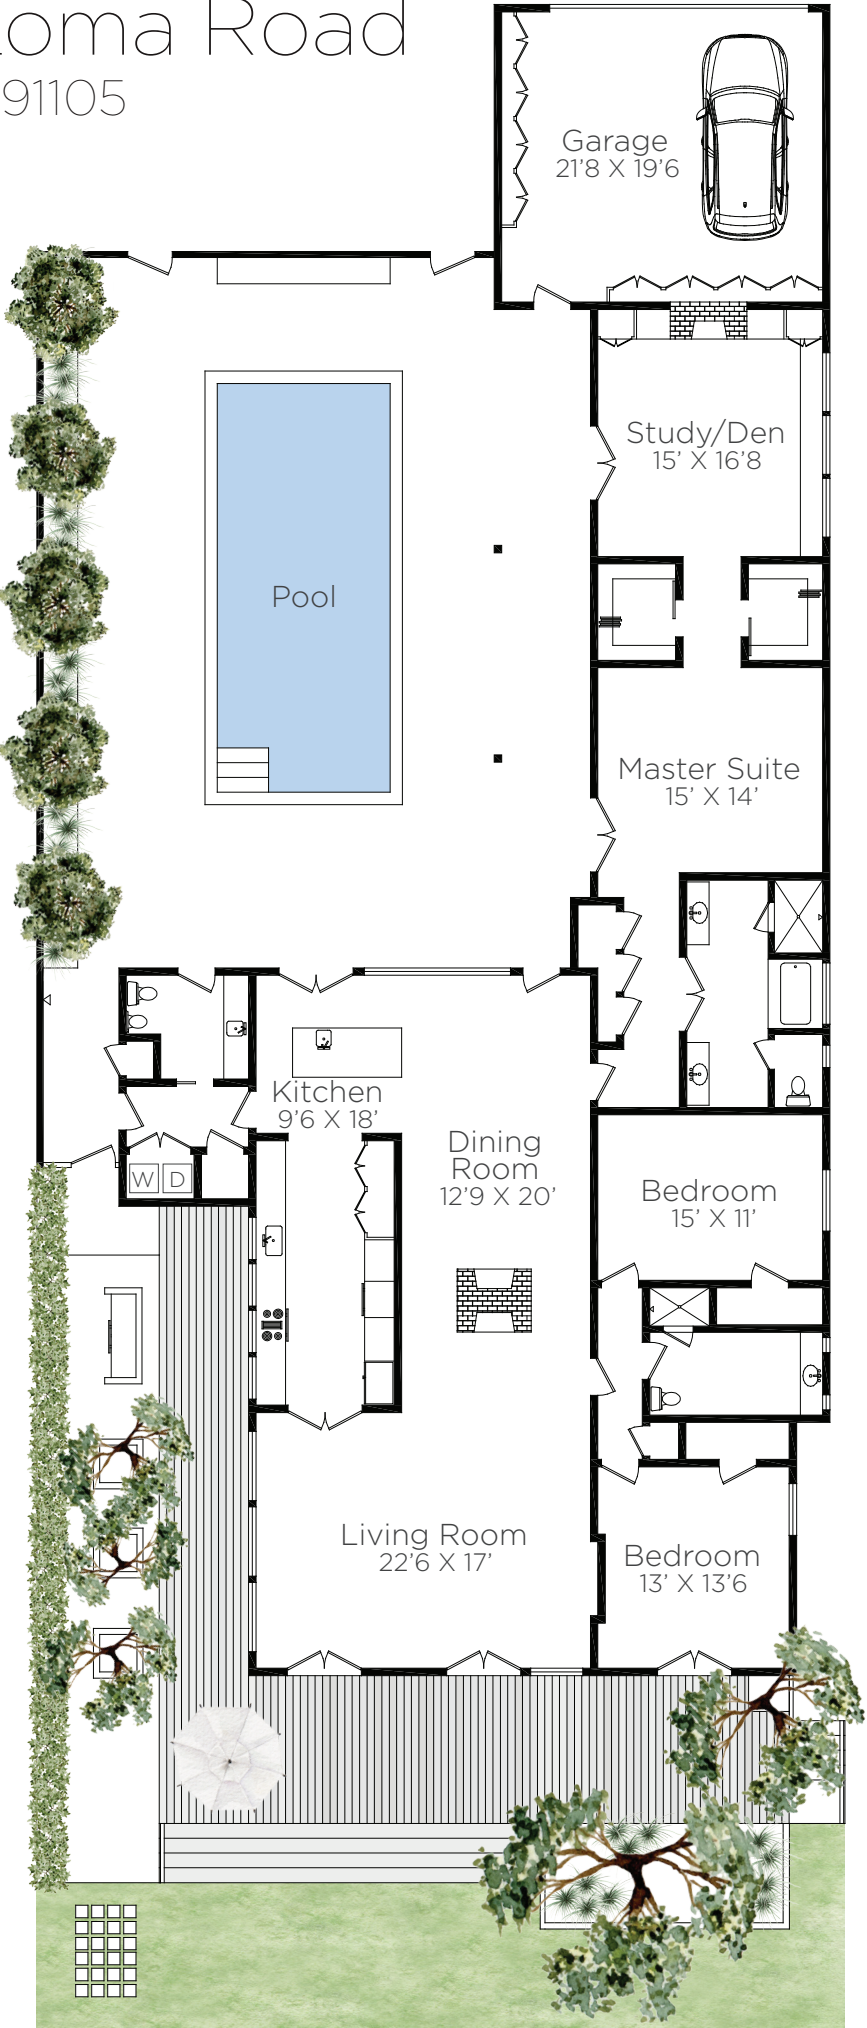 oma Road
91105
Garage
21'8 X 19'6
Study/Den
15’ X 16'8
Pool
Master Suite
15’ X 14’
Kitchen
9'6 X 18’
Dining
Room
12'9 X 20’
W D
Bedroom
15’ X 11’
Living Room
22'6 X 17’
Bedroom
13’ X 13'6